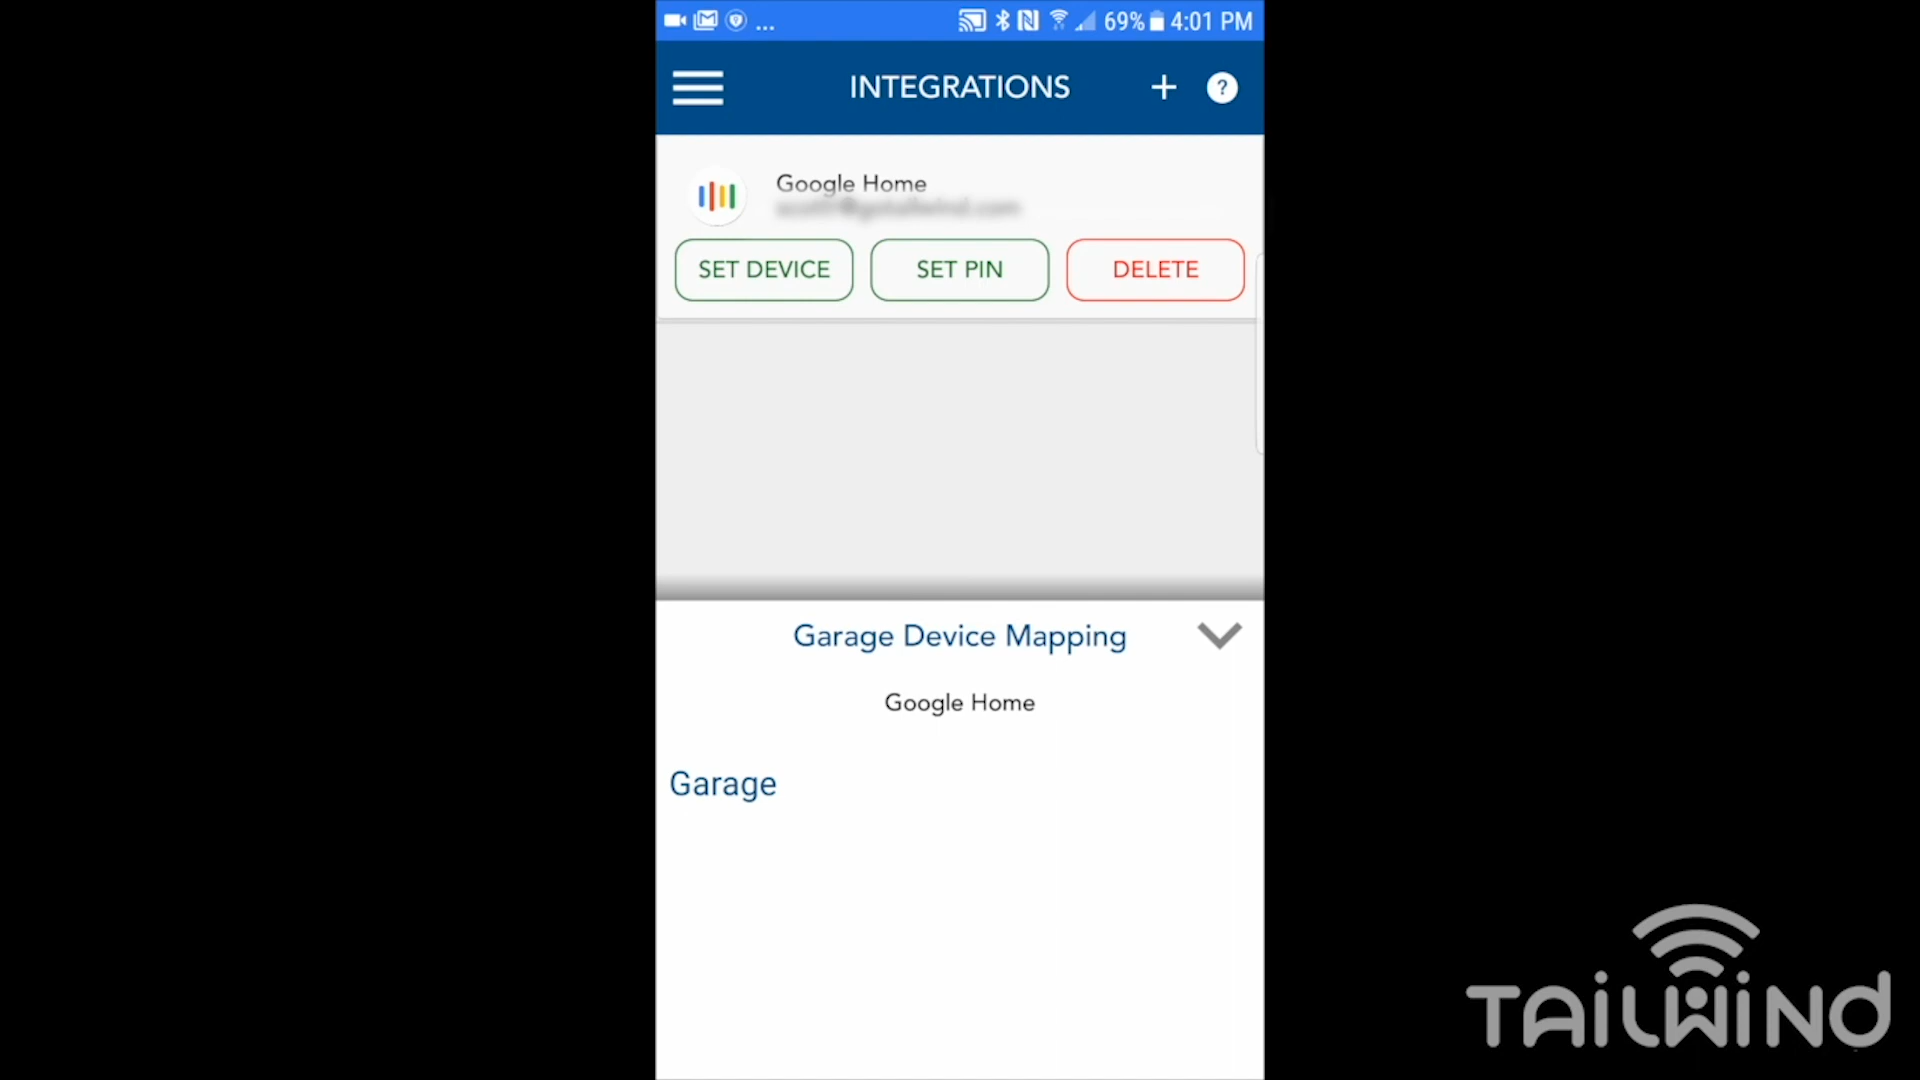 ... 69% 4:01 PM
INTEGRATIONS + ?
Google Home
SET DEVICE SET PIN DELETE
Garage Device Mapping
Google Home
Garage
TAILWIND